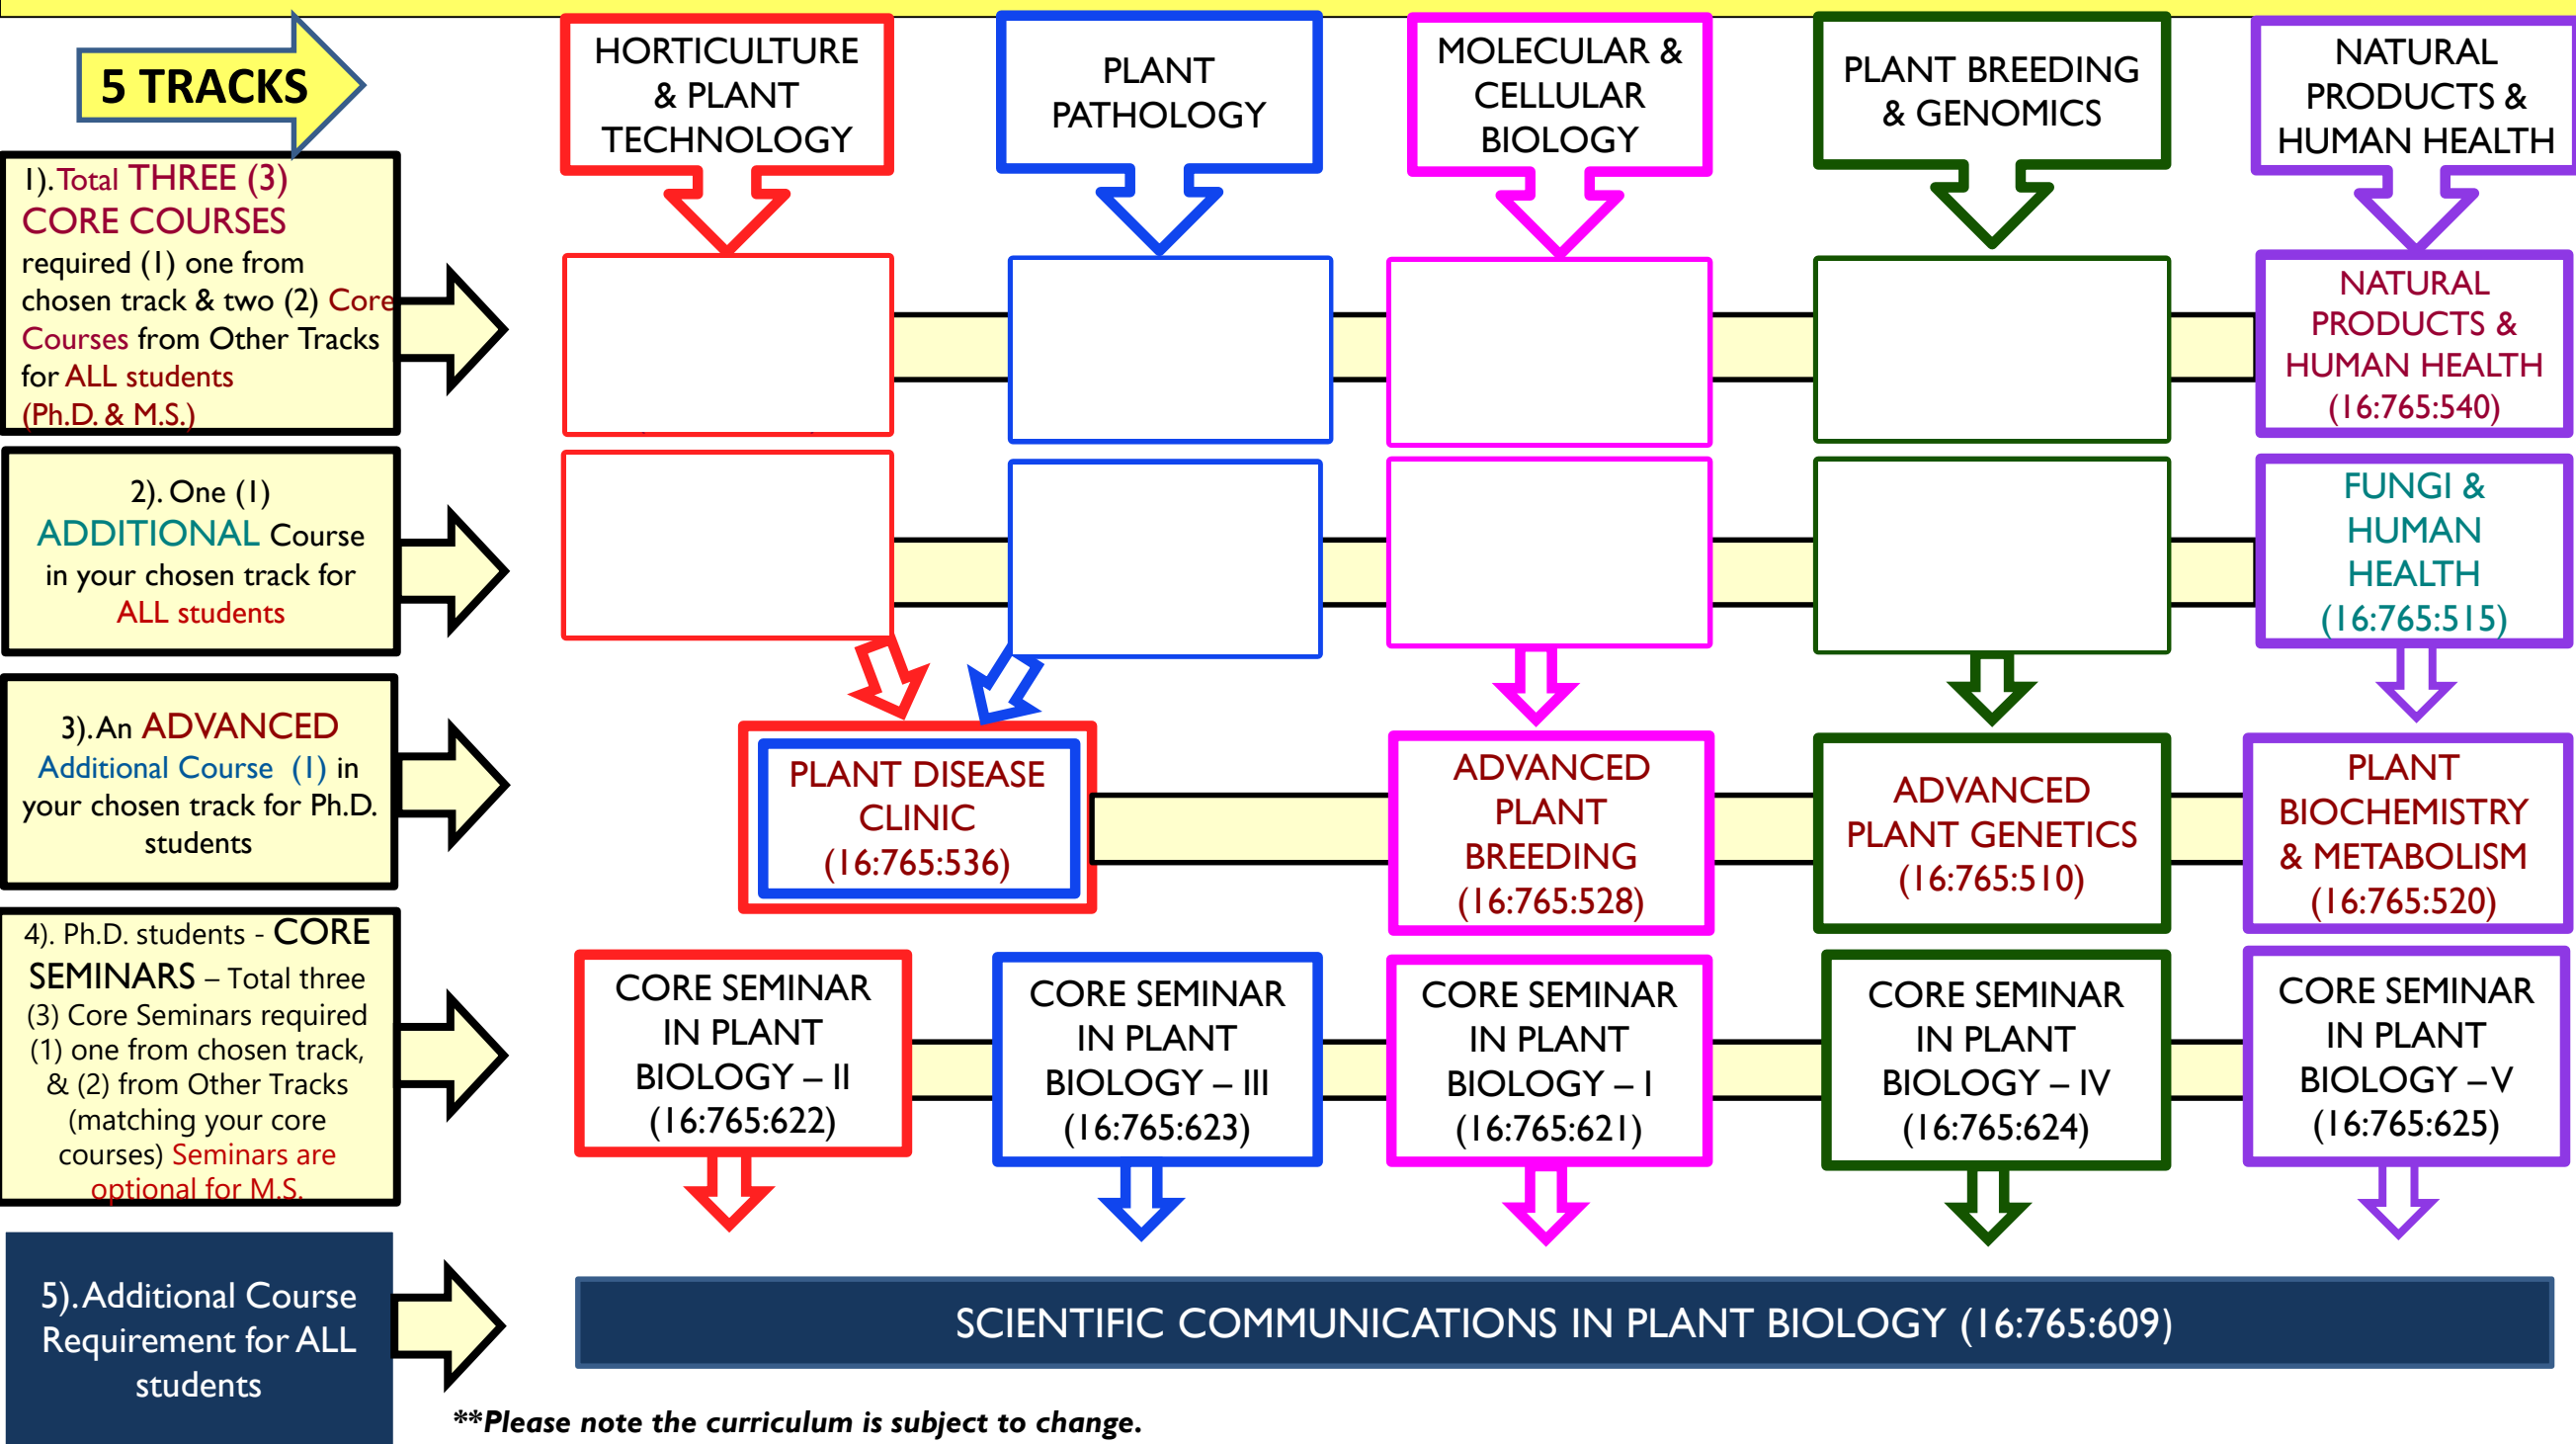 5 TRACKS
HORTICULTURE
& PLANT
TECHNOLOGY
PLANT
PATHOLOGY
MOLECULAR &
CELLULAR
BIOLOGY
PLANT BREEDING
& GENOMICS
NATURAL
PRODUCTS &
HUMAN HEALTH
1). Total THREE (3)
CORE COURSES
required (1) one from
chosen track & two (2) Core
Courses from Other Tracks
for ALL students
(Ph.D. & M.S.)
NATURAL
PRODUCTS &
HUMAN HEALTH
(16:765:540)
2). One (1)
ADDITIONAL Course
in your chosen track for
ALL students
FUNGI &
HUMAN
HEALTH
(16:765:515)
3). An ADVANCED
Additional Course (1) in
your chosen track for Ph.D.
students
PLANT DISEASE
CLINIC
(16:765:536)
ADVANCED
PLANT
BREEDING
(16:765:528)
ADVANCED
PLANT GENETICS
(16:765:510)
PLANT
BIOCHEMISTRY
& METABOLISM
(16:765:520)
4). Ph.D. students - CORE
SEMINARS – Total three
(3) Core Seminars required
(1) one from chosen track,
& (2) from Other Tracks
(matching your core
courses) Seminars are
optional for M.S.
CORE SEMINAR
IN PLANT
BIOLOGY – II
(16:765:622)
CORE SEMINAR
IN PLANT
BIOLOGY – III
(16:765:623)
CORE SEMINAR
IN PLANT
BIOLOGY – I
(16:765:621)
CORE SEMINAR
IN PLANT
BIOLOGY – IV
(16:765:624)
CORE SEMINAR
IN PLANT
BIOLOGY – V
(16:765:625)
5). Additional Course
Requirement for ALL
students
SCIENTIFIC COMMUNICATIONS IN PLANT BIOLOGY (16:765:609)
**Please note the curriculum is subject to change.